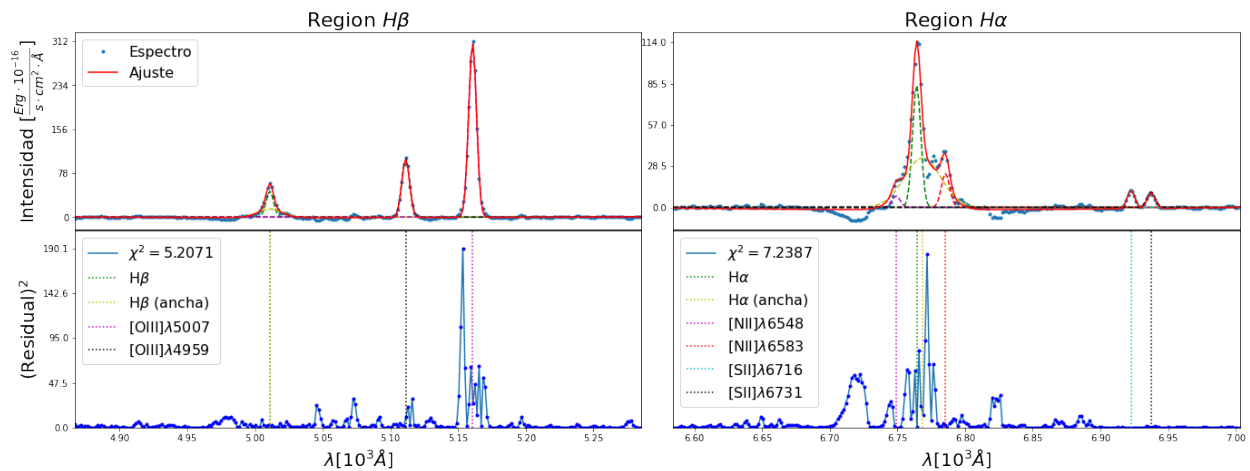 Region Hβ
Region Hα
Intensidad [Erg·10⁻¹⁶ / s·cm²·Å]
312
234
156
78
0
Espectro
Ajuste
114.0
85.5
57.0
28.5
0.0
(Residual)²
190.1
142.6
95.0
47.5
0.0
χ² = 5.2071
Hβ
Hβ (ancha)
[OIII]λ5007
[OIII]λ4959
χ² = 7.2387
Hα
Hα (ancha)
[NII]λ6548
[NII]λ6583
[SII]λ6716
[SII]λ6731
4.90 4.95 5.00 5.05 5.10 5.15 5.20 5.25
6.60 6.65 6.70 6.75 6.80 6.85 6.90 6.95 7.00
λ[10³Å]
λ[10³Å]